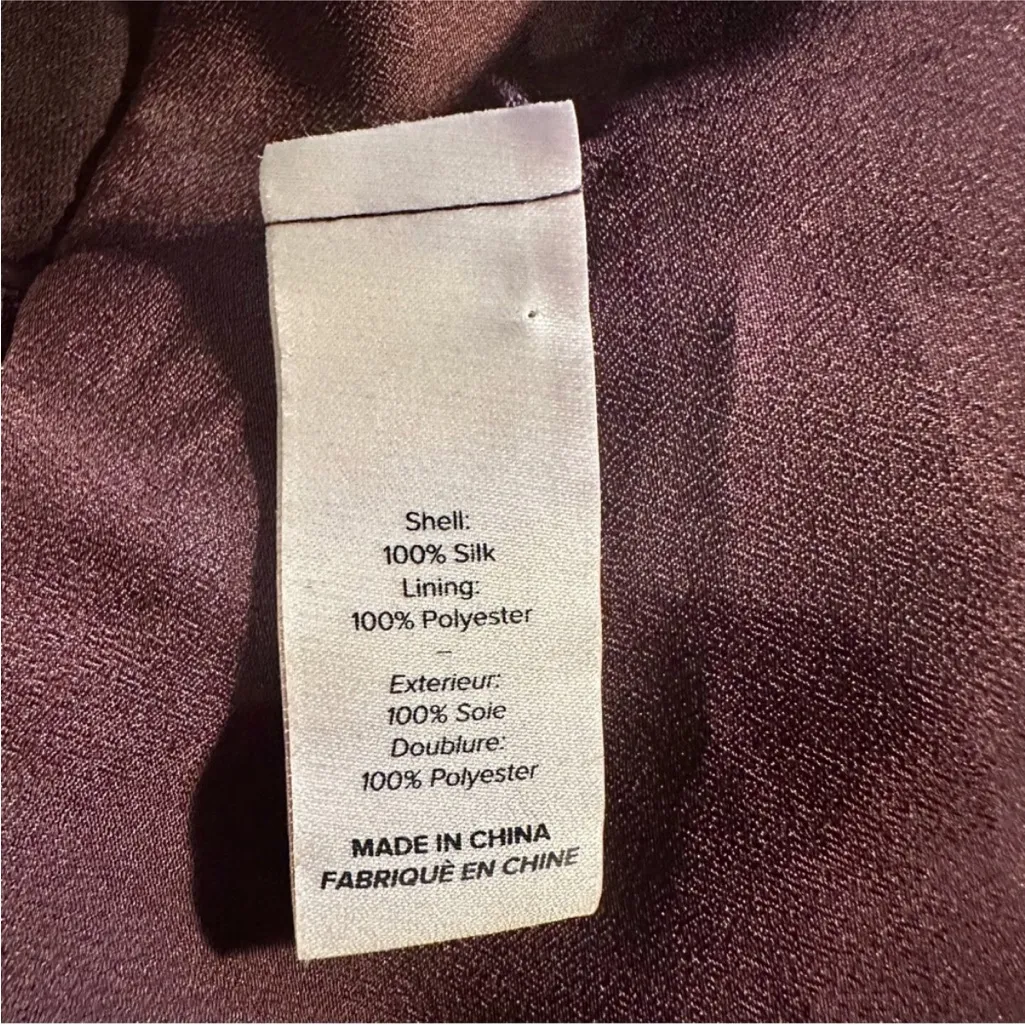 Shell:
100% Silk
Lining:
100% Polyester
–
Exterieur:
100% Soie
Doublure:
100% Polyester
MADE IN CHINA
FABRIQUÈ EN CHINE